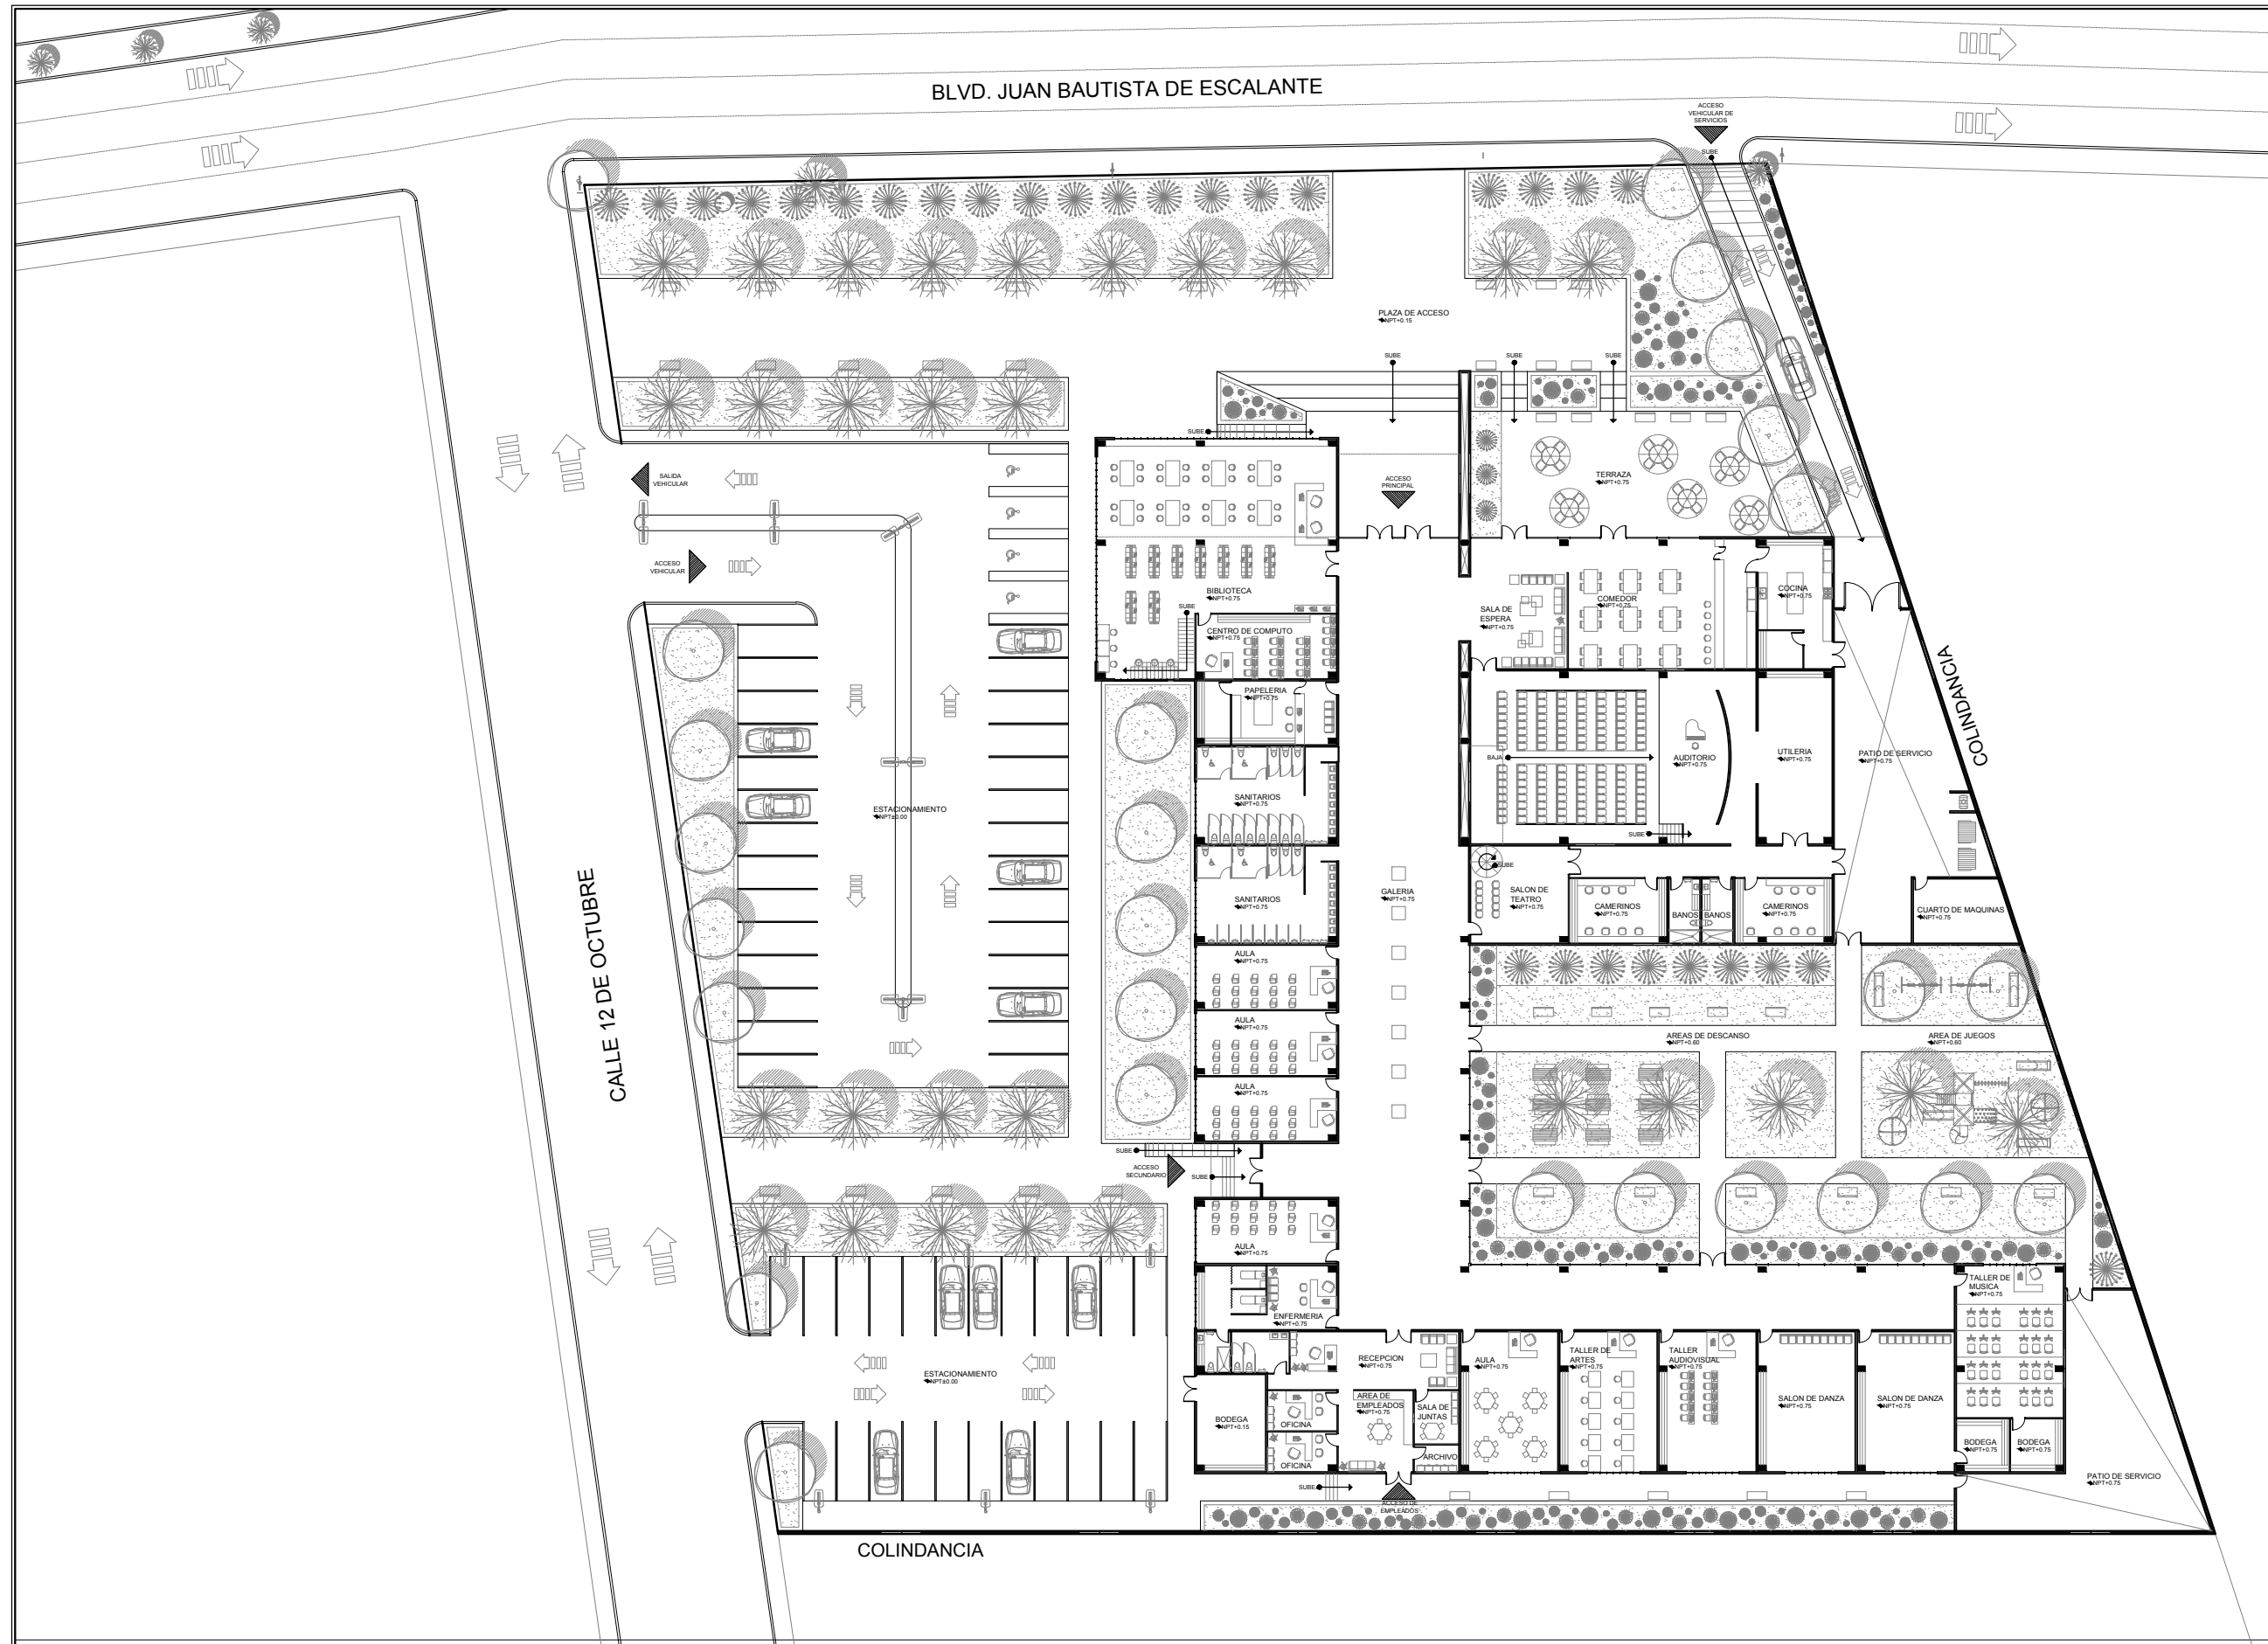 BLVD. JUAN BAUTISTA DE ESCALANTE
ACCESO
VEHICULAR DE
SERVICIOS
SUBE
PLAZA DE ACCESO
NPT+0.15
SUBE
SUBE
SUBE
SUBE
SALIDA
VEHICULAR
ACCESO
PRINCIPAL
TERRAZA
NPT+0.75
ACCESO
VEHICULAR
BIBLIOTECA
NPT+0.75
SUBE
CENTRO DE COMPUTO
NPT+0.75
SALA DE
ESPERA
NPT+0.75
COMEDOR
NPT+0.75
COCINA
NPT+0.75
COLINDANCIA
PAPELERIA
NPT+0.75
BAJA
AUDITORIO
NPT+0.75
UTILERIA
NPT+0.75
PATIO DE SERVICIO
NPT+0.75
ESTACIONAMIENTO
NPT±0.00
SANITARIOS
NPT+0.75
SUBE
SUBE
CALLE 12 DE OCTUBRE
SANITARIOS
NPT+0.75
GALERIA
NPT+0.75
SALON DE
TEATRO
NPT+0.75
CAMERINOS
NPT+0.75
BANOS
BANOS
CAMERINOS
NPT+0.75
CUARTO DE MAQUINAS
NPT+0.75
AULA
NPT+0.75
AULA
NPT+0.75
AREAS DE DESCANSO
NPT+0.60
AREA DE JUEGOS
NPT+0.60
AULA
NPT+0.75
SUBE
ACCESO
SECUNDARIO
SUBE
AULA
NPT+0.75
ENFERMERIA
NPT+0.75
TALLER DE
MUSICA
NPT+0.75
ESTACIONAMIENTO
NPT±0.00
RECEPCION
NPT+0.75
AULA
NPT+0.75
TALLER DE
ARTES
NPT+0.75
TALLER
AUDIOVISUAL
NPT+0.75
SALON DE DANZA
NPT+0.75
SALON DE DANZA
NPT+0.75
BODEGA
NPT+0.15
OFICINA
OFICINA
AREA DE
EMPLEADOS
NPT+0.75
SALA DE
JUNTAS
ARCHIVO
BODEGA
NPT+0.75
BODEGA
NPT+0.75
PATIO DE SERVICIO
NPT+0.75
SUBE
ACCESO DE
EMPLEADOS
COLINDANCIA